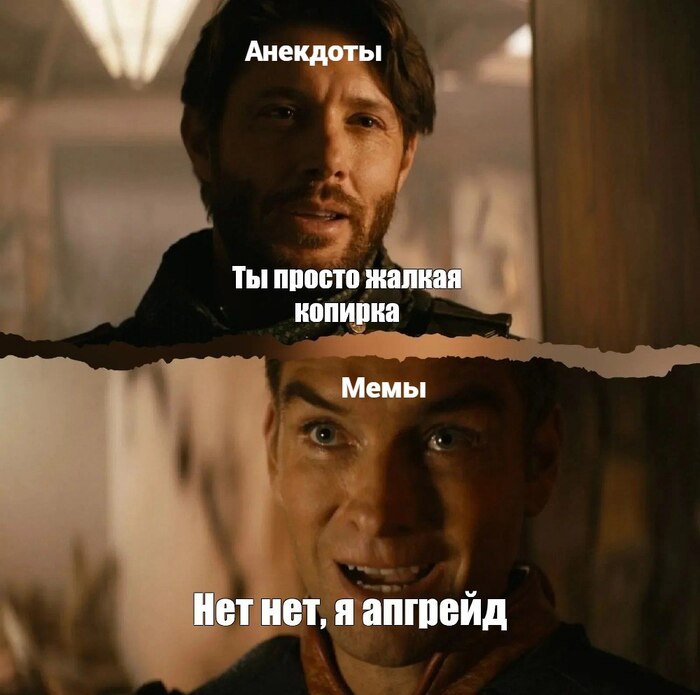 Анекдоты
Ты просто жалкая
копирка
Мемы
Нет нет, я апгрейд